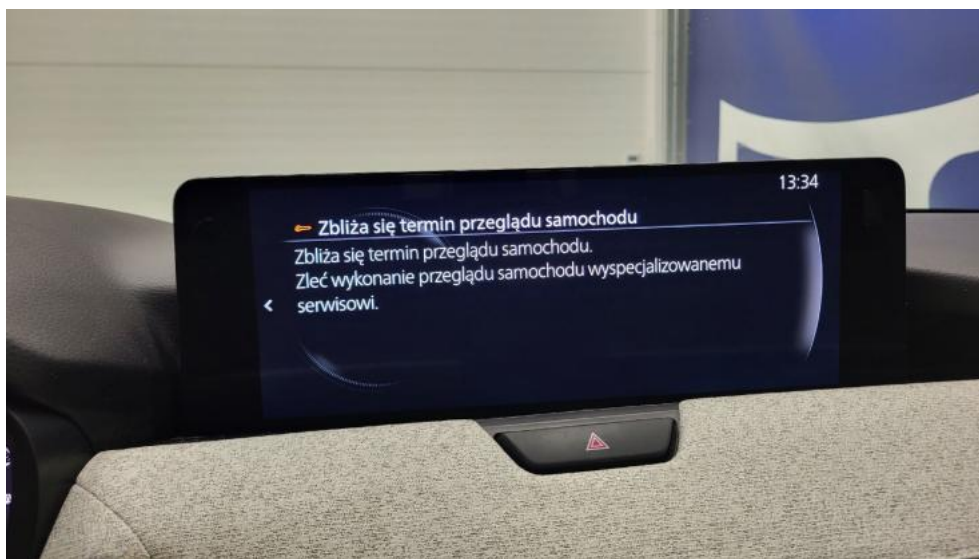 13:34
Zbliża się termin przeglądu samochodu
Zbliża się termin przeglądu samochodu.
Zleć wykonanie przeglądu samochodu wyspecjalizowanemu
serwisowi.